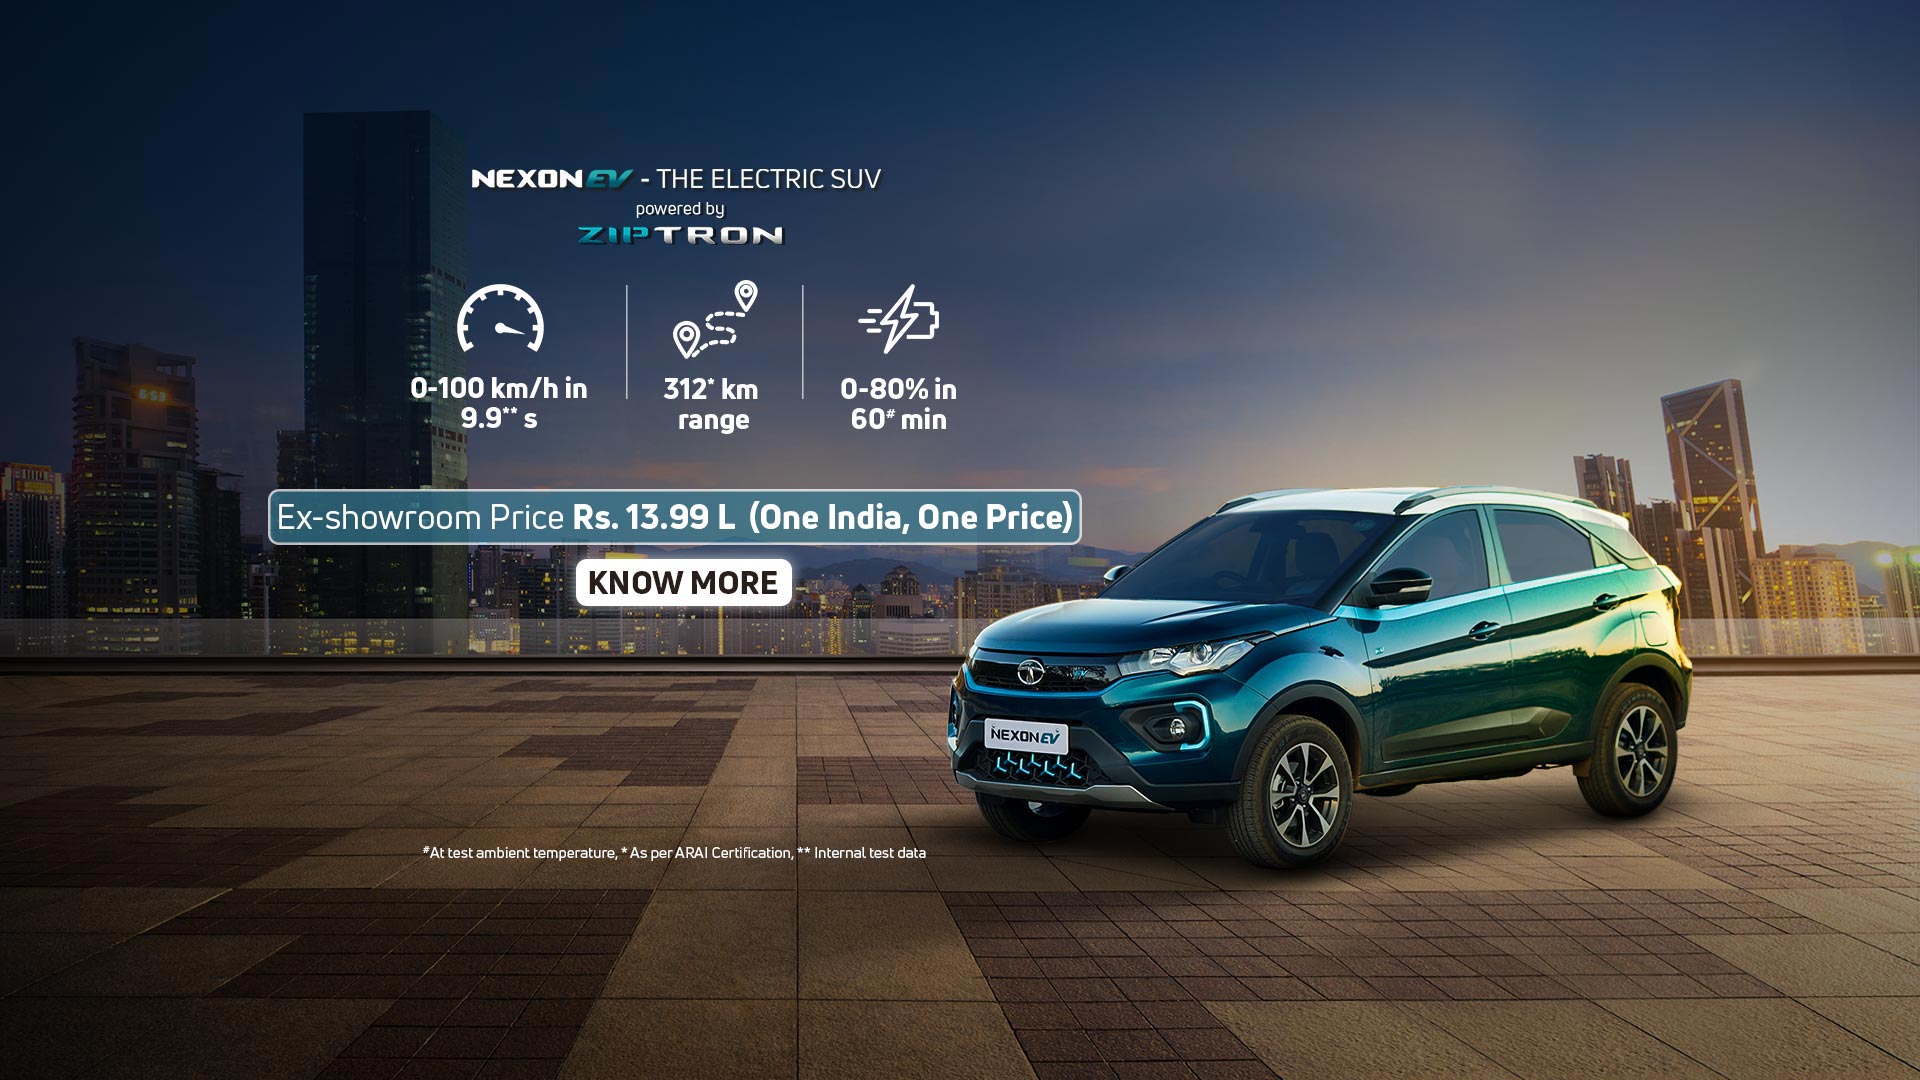 NEXON EV - THE ELECTRIC SUV
powered by
ZIPTRON
0-100 km/h in
9.9** s
312* km
range
0-80% in
60# min
Ex-showroom Price Rs. 13.99 L (One India, One Price)
KNOW MORE
6:53
NEXON EV
#At test ambient temperature, * As per ARAI Certification, ** Internal test data